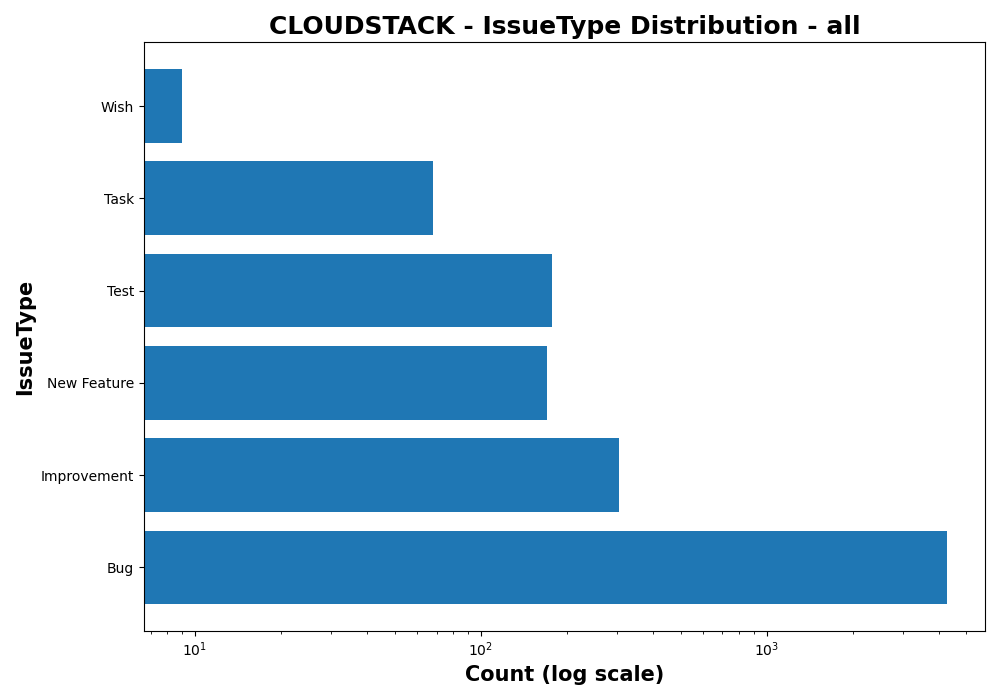 CLOUDSTACK - IssueType Distribution - all
IssueType
Wish
Task
Test
New Feature
Improvement
Bug
10¹ 10² 10³
Count (log scale)